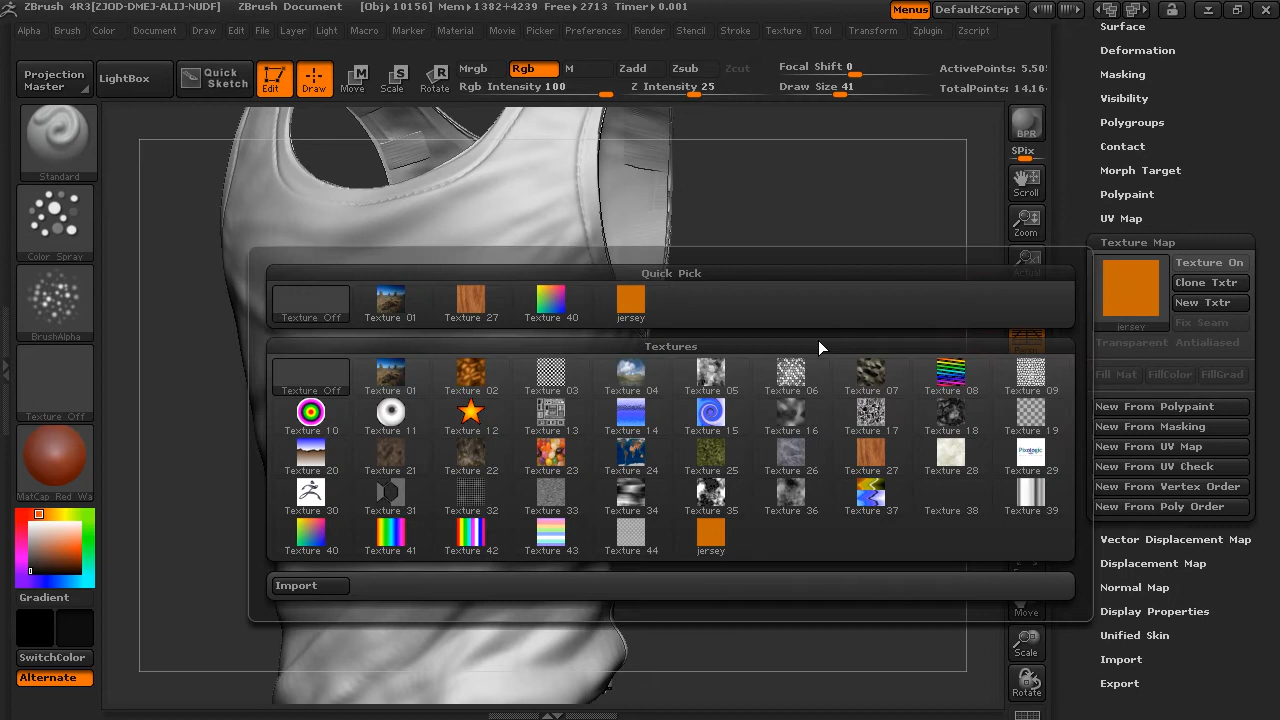 ZBrush 4R3[ZJOD-DMEJ-ALIJ-NUDF] ZBrush Document [Obj▸10156] Mem▸1382+4239 Free▸2713 Timer▸0.001 Menus DefaultZScript
Alpha Brush Color Document Draw Edit File Layer Light Macro Marker Material Movie Picker Preferences Render Stencil Stroke Texture Tool Transform Zplugin Zscript
Projection Master
LightBox
Quick Sketch
Edit
Draw
Move
Scale
Rotate
Mrgb Rgb M Zadd Zsub Zcut
Rgb Intensity 100 Z Intensity 25
Focal Shift 0
Draw Size 41
ActivePoints: 5.50
TotalPoints: 14.16
Standard
Color Spray
BrushAlpha
Texture Off
MatCap Red Wa
Gradient
SwitchColor
Alternate
Quick Pick
Texture Off Texture 01 Texture 27 Texture 40 jersey
Textures
Texture Off Texture 01 Texture 02 Texture 03 Texture 04 Texture 05 Texture 06 Texture 07 Texture 08 Texture 09
Texture 10 Texture 11 Texture 12 Texture 13 Texture 14 Texture 15 Texture 16 Texture 17 Texture 18 Texture 19
Texture 20 Texture 21 Texture 22 Texture 23 Texture 24 Texture 25 Texture 26 Texture 27 Texture 28 Texture 29
Texture 30 Texture 31 Texture 32 Texture 33 Texture 34 Texture 35 Texture 36 Texture 37 Texture 38 Texture 39
Texture 40 Texture 41 Texture 42 Texture 43 Texture 44 jersey
Import
BPR
SPix
Scroll
Zoom
Actual
Move
Scale
Rotate
Surface
Deformation
Masking
Visibility
Polygroups
Contact
Morph Target
Polypaint
UV Map
Texture Map
jersey
Texture On
Clone Txtr
New Txtr
Fix Seam
Transparent Antialiased
Fill Mat FillColor FillGrad
New From Polypaint
New From Masking
New From UV Map
New From UV Check
New From Vertex Order
New From Poly Order
Vector Displacement Map
Displacement Map
Normal Map
Display Properties
Unified Skin
Import
Export